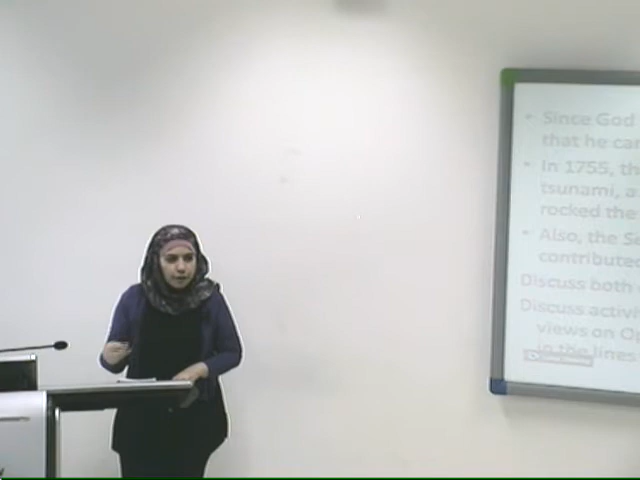 • Since God
that he can
• In 1755, th
tsunami, a
rocked the
• Also, the Se
contributed
Discuss both
Discuss activi
views on Op
in the lines